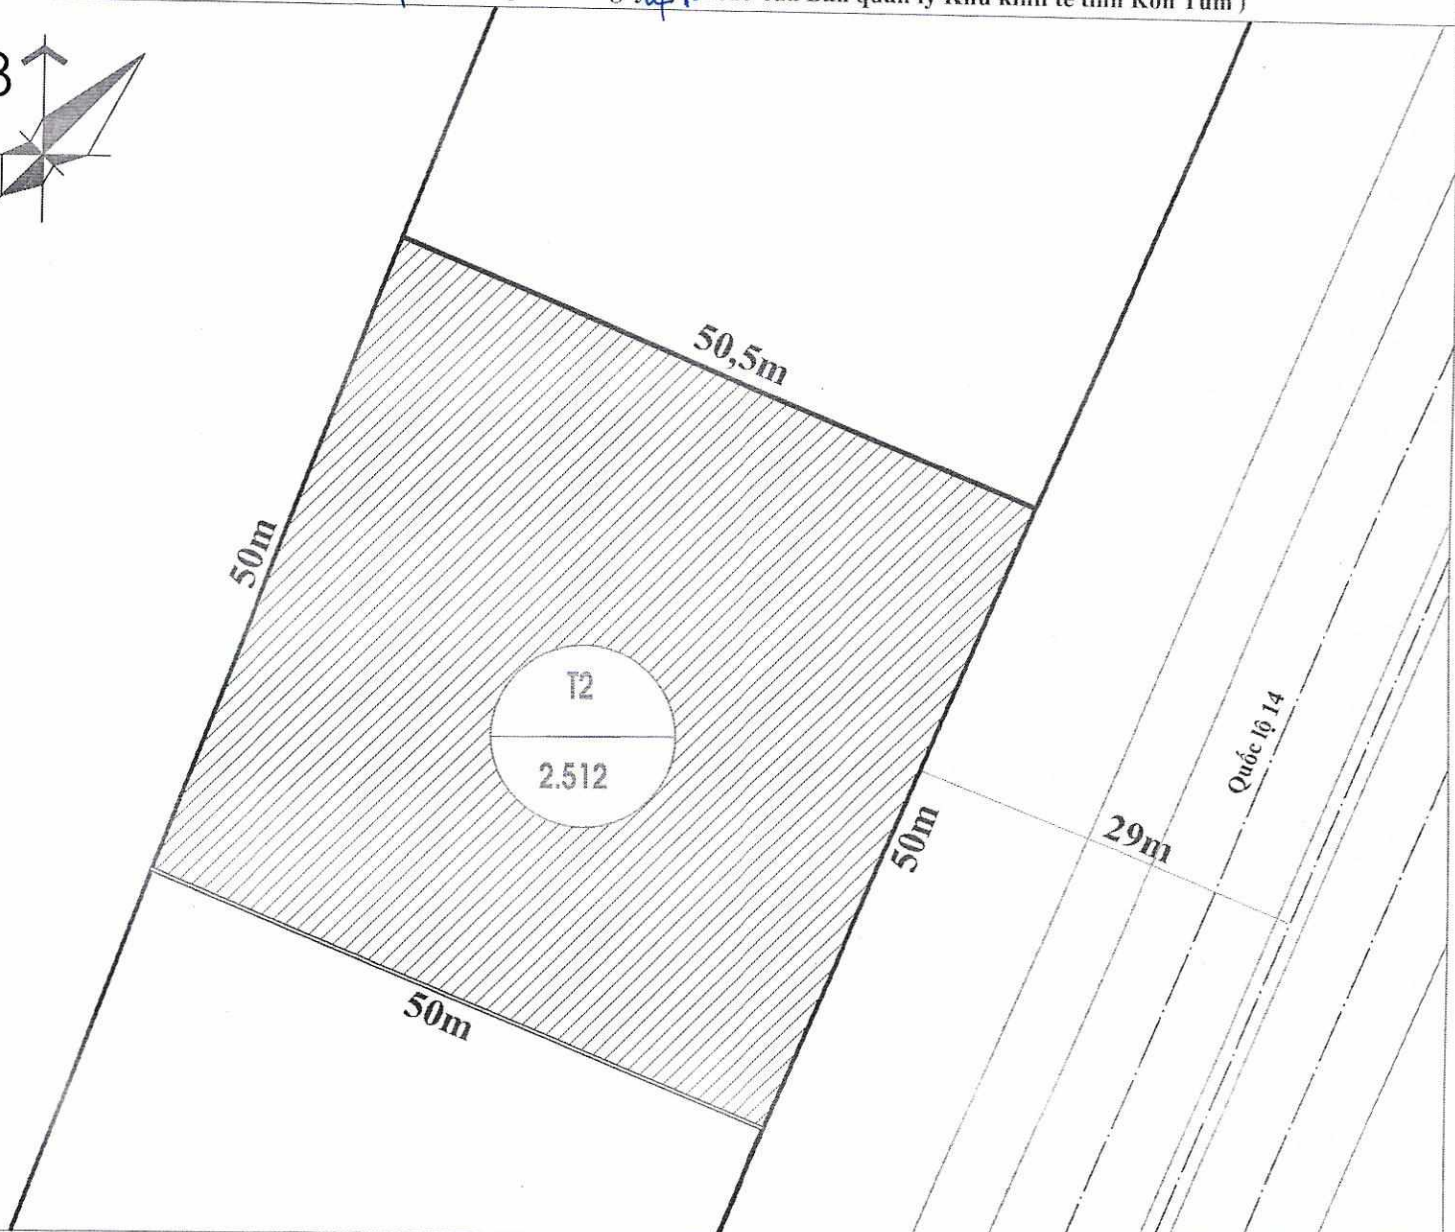 của Ban quản lý Khu kinh tế tỉnh Kon Tum )
B
50,5m
50m
T2
2.512
Quốc lộ 14
29m
50m
50m